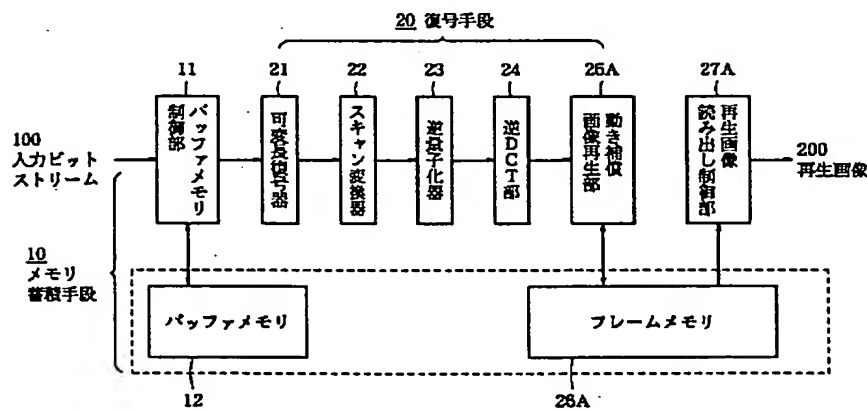 20 復号手段
11
21
22
23
24
25A
27A
100
入力ビット
ストリーム
バッファメモリ
制御部
可変長復号器
スキャン変換器
逆量子化器
逆DCT部
動き補償
画像再生部
再生画像
読み出し制御部
200
再生画像
10
メモリ
蓄積手段
バッファメモリ
フレームメモリ
12
26A